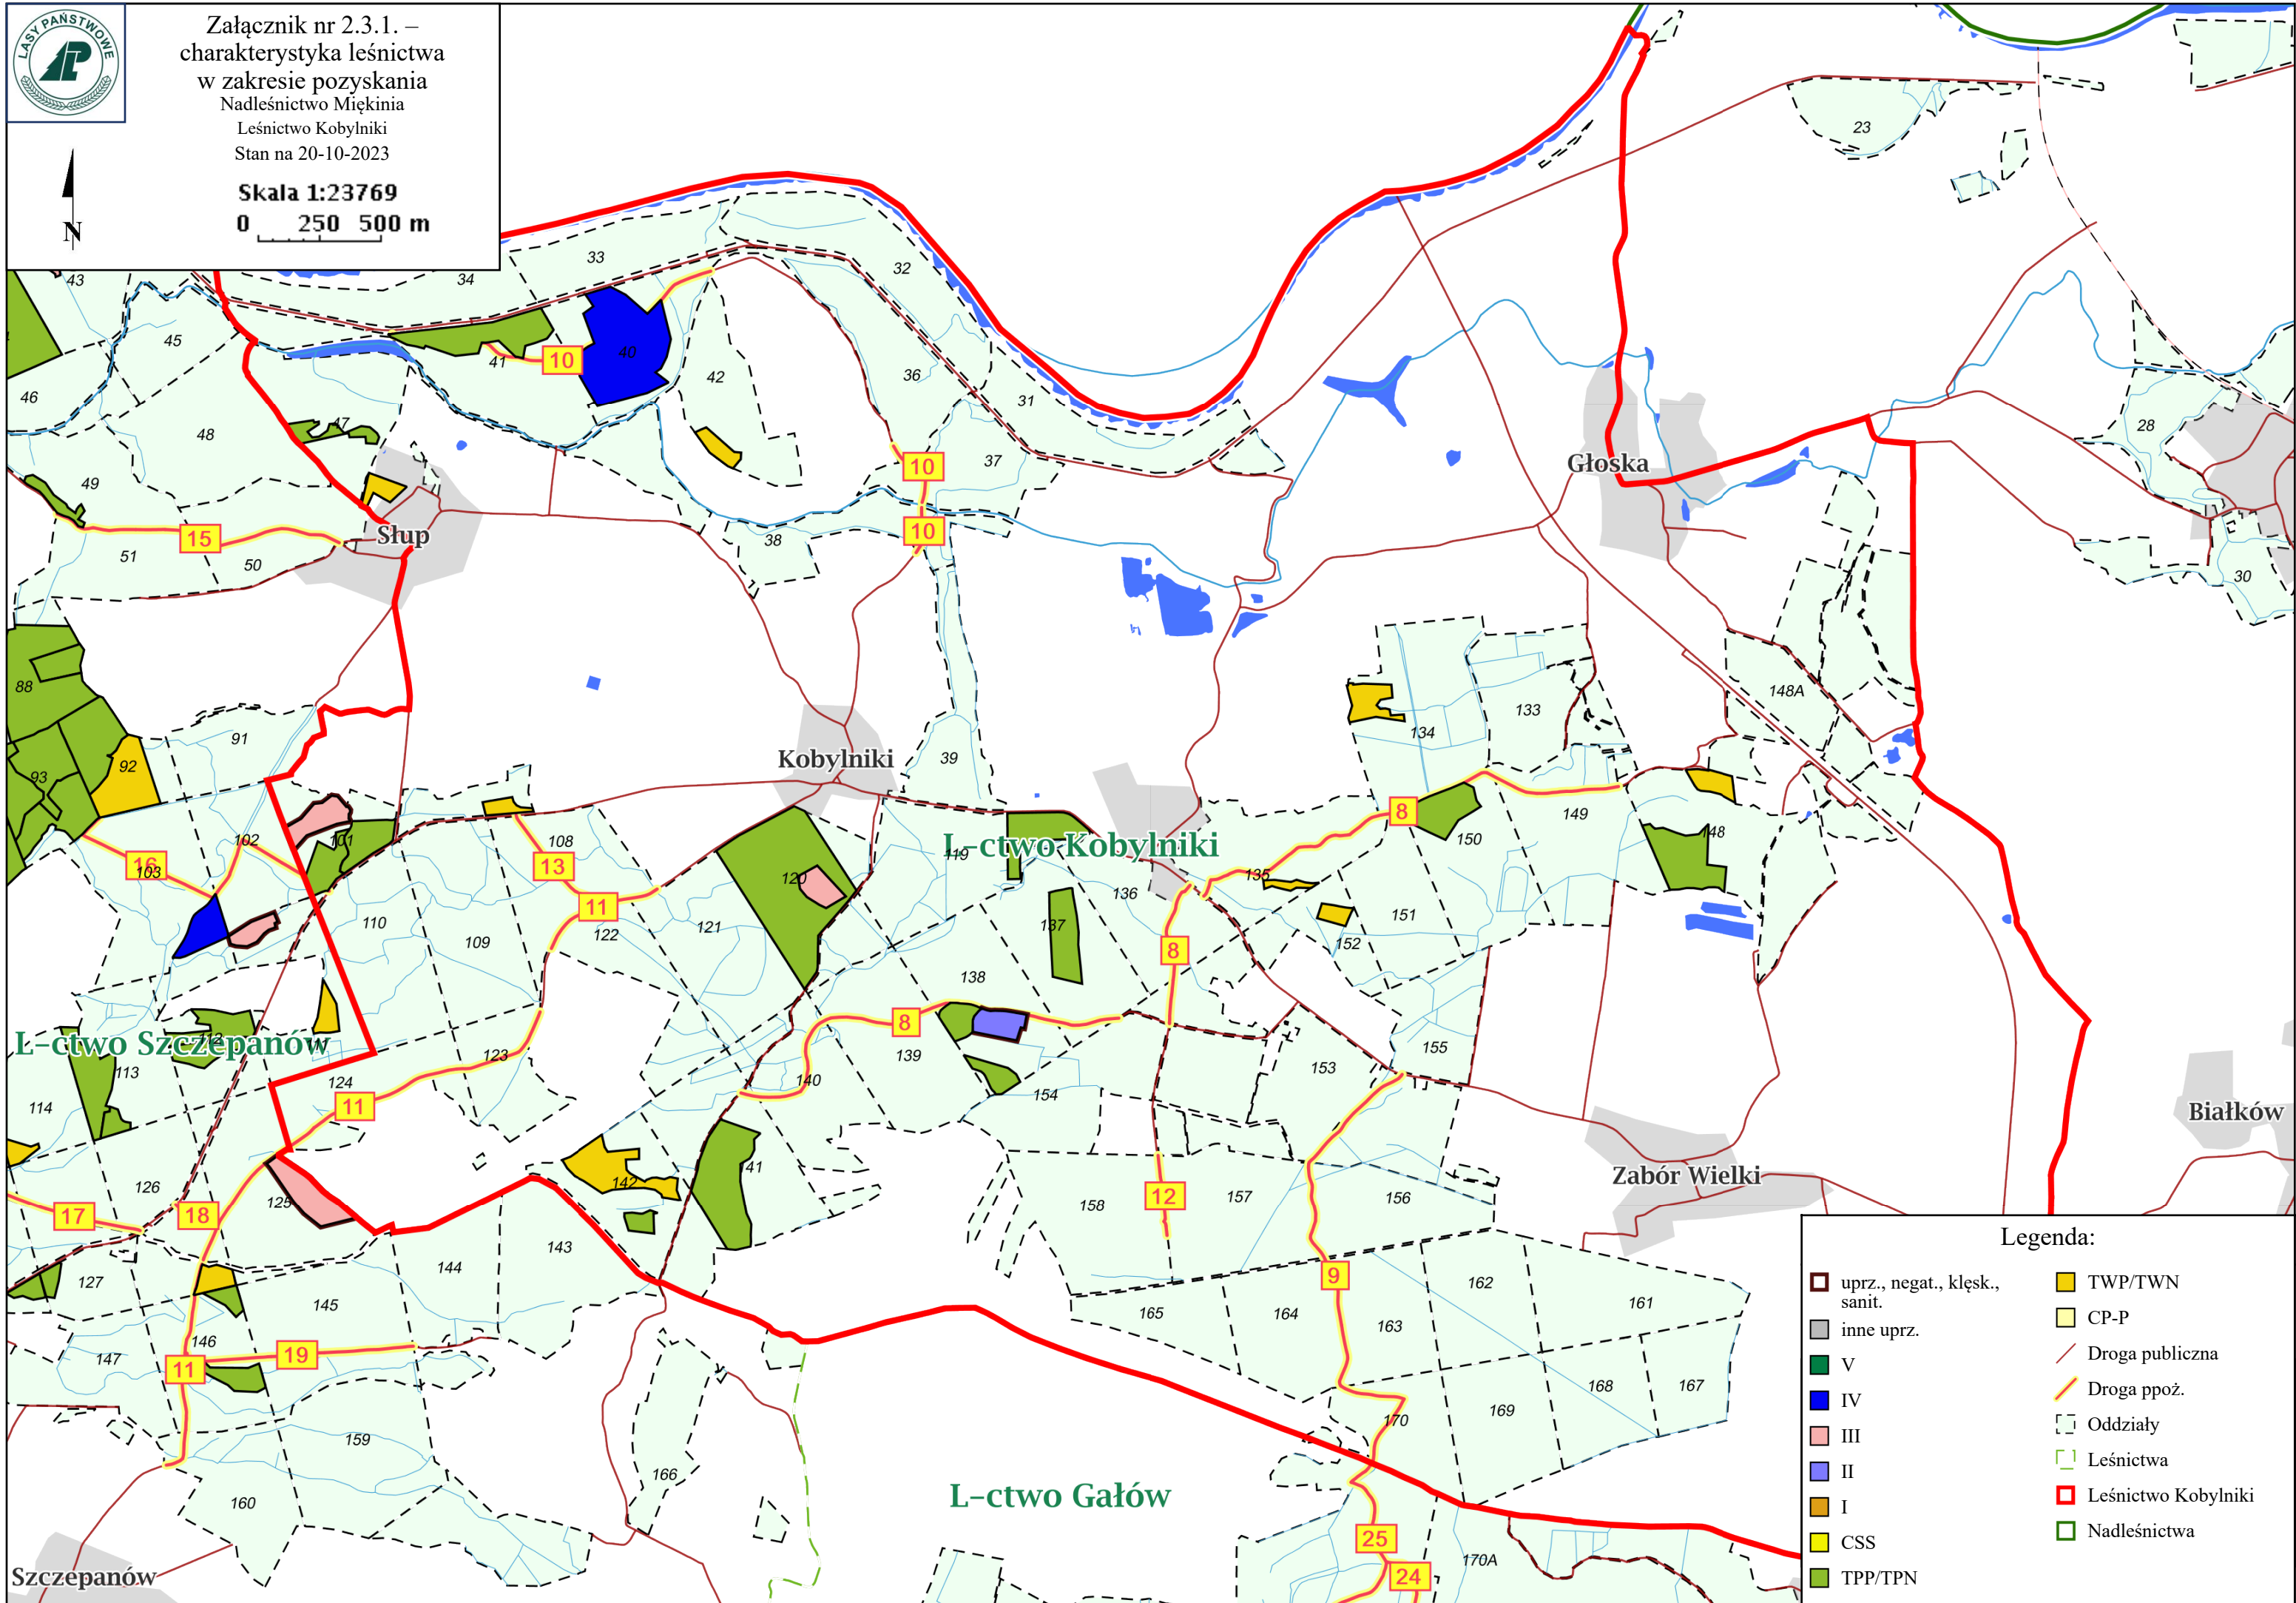 LASY PAŃSTWOWE
Załącznik nr 2.3.1. –
charakterystyka leśnictwa
w zakresie pozyskania
Nadleśnictwo Miękinia
Leśnictwo Kobylniki
Stan na 20-10-2023
Skala 1:23769
0 250 500 m
N
23
43
34
33
32
45
41
10
40
42
36
31
46
48
47
28
49
10
37
Głoska
15
Słup
10
38
51
50
30
88
148A
133
134
91
92
93
39
Kobylniki
8
149
150
148
102
101
108
119
L-ctwo Kobylniki
16
103
13
120
135
136
11
110
109
122
121
137
151
152
8
138
112
111
L-ctwo Szczepanów
8
139
123
155
153
113
124
140
154
114
11
Białków
41
142
126
125
Zabór Wielki
158
12
157
156
17
18
143
144
127
145
9
162
161
165
164
163
146
147
11
19
168
167
169
170
159
166
160
L-ctwo Gałów
25
24
170A
Szczepanów
Legenda:
uprz., negat., klęsk.,
sanit.
inne uprz.
V
IV
III
II
I
CSS
TPP/TPN
TWP/TWN
CP-P
Droga publiczna
Droga ppoż.
Oddziały
Leśnictwa
Leśnictwo Kobylniki
Nadleśnictwa